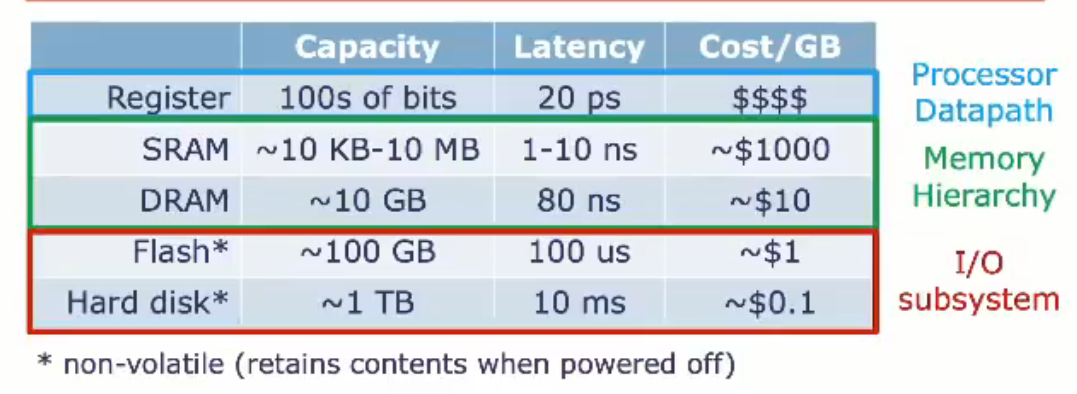 Capacity Latency Cost/GB
Register 100s of bits 20 ps $$$$
SRAM ~10 KB-10 MB 1-10 ns ~$1000
DRAM ~10 GB 80 ns ~$10
Flash* ~100 GB 100 us ~$1
Hard disk* ~1 TB 10 ms ~$0.1
Processor
Datapath
Memory
Hierarchy
I/O
subsystem
* non-volatile (retains contents when powered off)